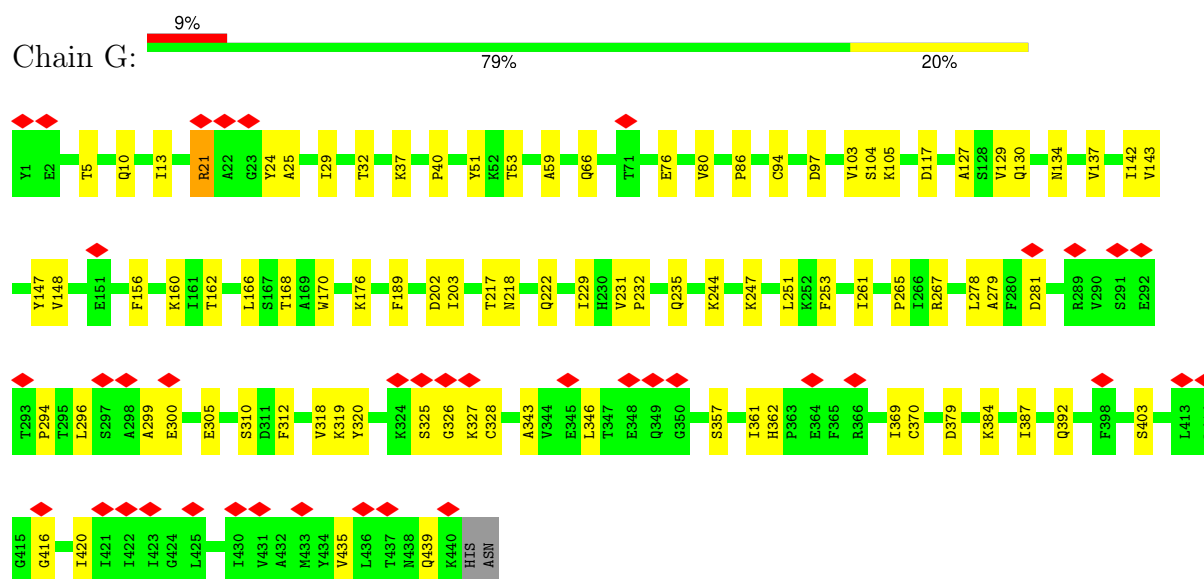 9%
Chain G:
79% 20%
Y1 E2 T5 Q10 I13 R21 A22 G23 Y24 A25 I29 T32 K37 P40 Y51 K52 T53 A59 Q66 T71 E76 V80 P86 C94 D97 V103 S104 K105 D117 A127 S128 V129 Q130 N134 V137 I142 V143
Y147 V148 E151 F156 K160 I161 T162 L166 S167 T168 A169 W170 K176 F189 D202 I203 T217 N218 Q222 I229 H230 V231 P232 Q235 K244 K247 L251 K252 F253 I261 P265 I266 R267 L278 A279 F280 D281 R289 V290 S291 E292
T293 P294 T295 L296 S297 A298 A299 E300 E305 S310 D311 F312 V318 K319 Y320 K324 S325 G326 K327 C328 A343 V344 E345 L346 T347 E348 Q349 G350 S357 I361 H362 P363 E364 F365 R366 I369 C370 D379 K384 I387 Q392 F398 S403 L413
G415 G416 I420 I421 I422 I423 G424 L425 I430 V431 A432 M433 Y434 V435 L436 T437 N438 Q439 K440 HIS ASN